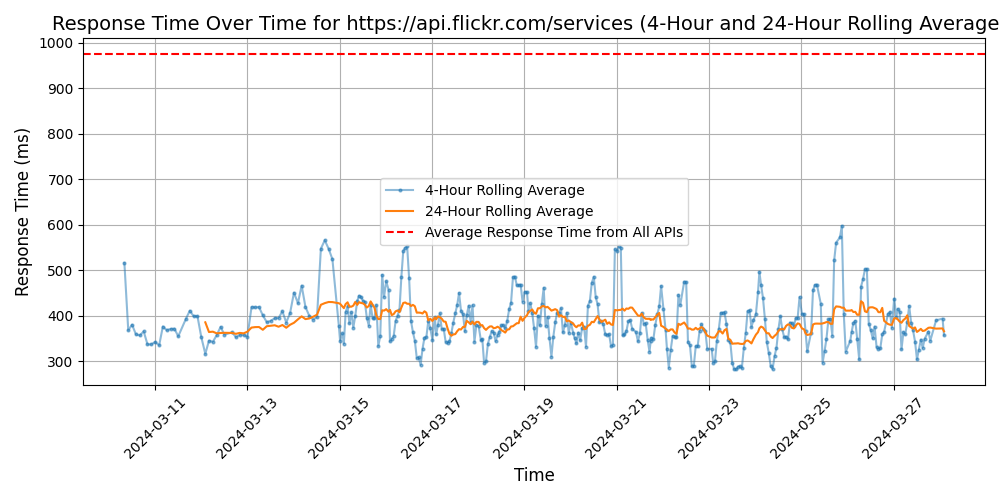 Response Time Over Time for https://api.flickr.com/services (4-Hour and 24-Hour Rolling Average
Response Time (ms)
1000
900
800
700
600
500
400
300
4-Hour Rolling Average
24-Hour Rolling Average
Average Response Time from All APIs
2024-03-11
2024-03-13
2024-03-15
2024-03-17
2024-03-19
2024-03-21
2024-03-23
2024-03-25
2024-03-27
Time